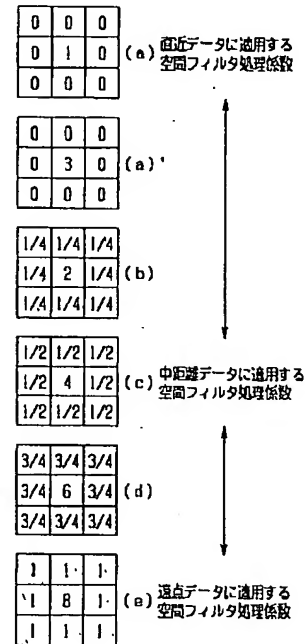 0 0 0
0 1 0
0 0 0
(a) 直近データに適用する
空間フィルタ処理係数
0 0 0
0 3 0
0 0 0
(a)'
1/4 1/4 1/4
1/4 2 1/4
1/4 1/4 1/4
(b)
1/2 1/2 1/2
1/2 4 1/2
1/2 1/2 1/2
(c) 中距離データに適用する
空間フィルタ処理係数
3/4 3/4 3/4
3/4 6 3/4
3/4 3/4 3/4
(d)
1 1 1
1 8 1
1 1 1
(e) 遠点データに適用する
空間フィルタ処理係数